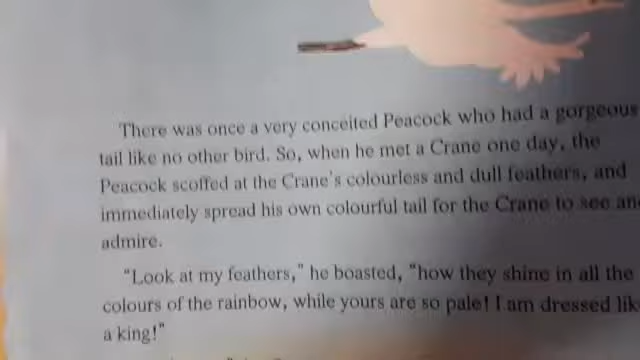 There was once a very conceited Peacock who had a gorgeous
tail like no other bird. So, when he met a Crane one day, the
Peacock scoffed at the Crane's colourless and dull feathers, and
immediately spread his own colourful tail for the Crane to see an
admire.
"Look at my feathers," he boasted, "how they shine in all the
colours of the rainbow, while yours are so pale! I am dressed lik
a king!"